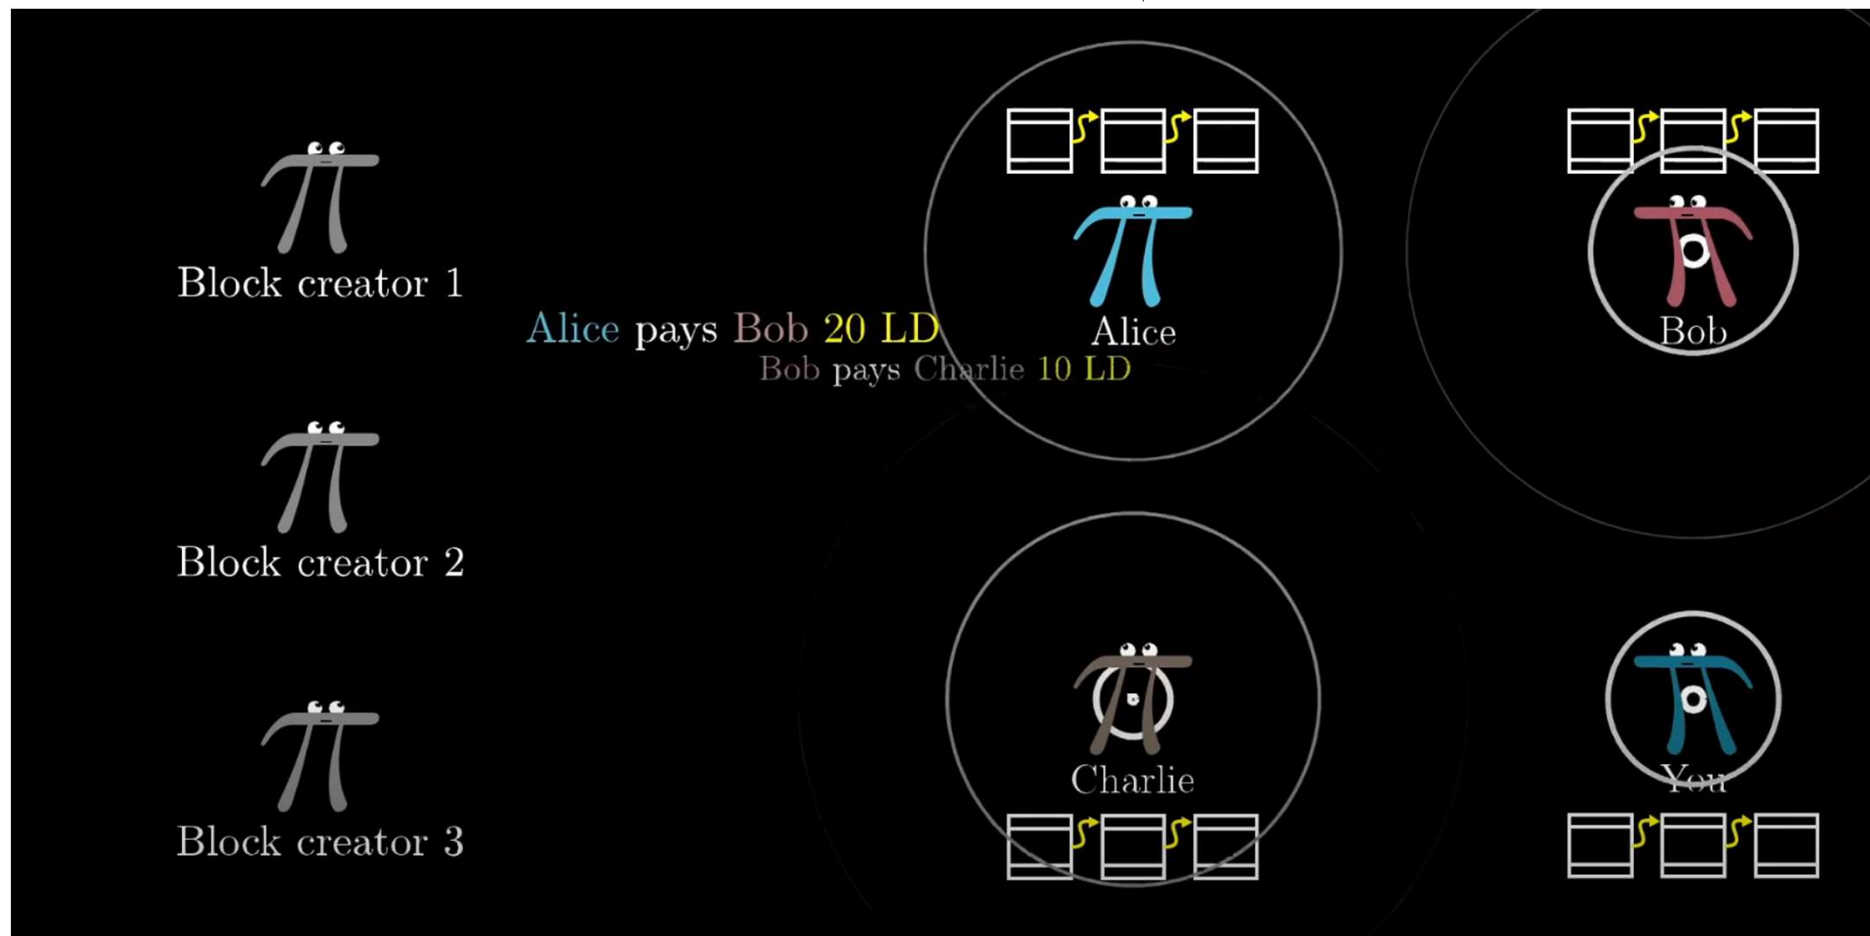 Block creator 1
Alice pays Bob 20 LD
Bob pays Charlie 10 LD
Alice
Bob
Block creator 2
Charlie
You
Block creator 3